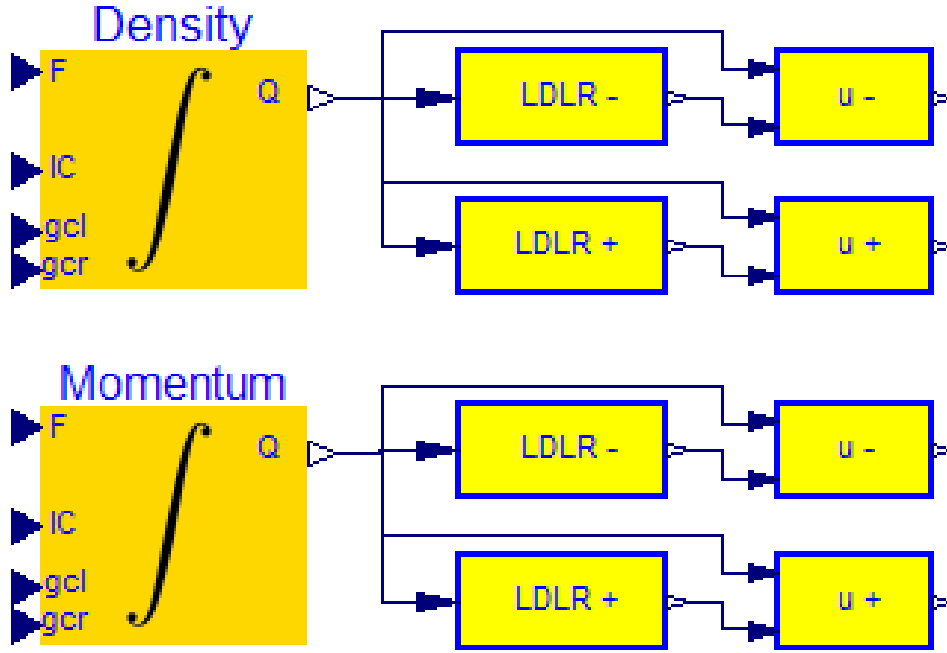 Density
F
IC
gcl
gcr
Q
LDLR -
u -
LDLR +
u +
Momentum
F
IC
gcl
gcr
Q
LDLR -
u -
LDLR +
u +